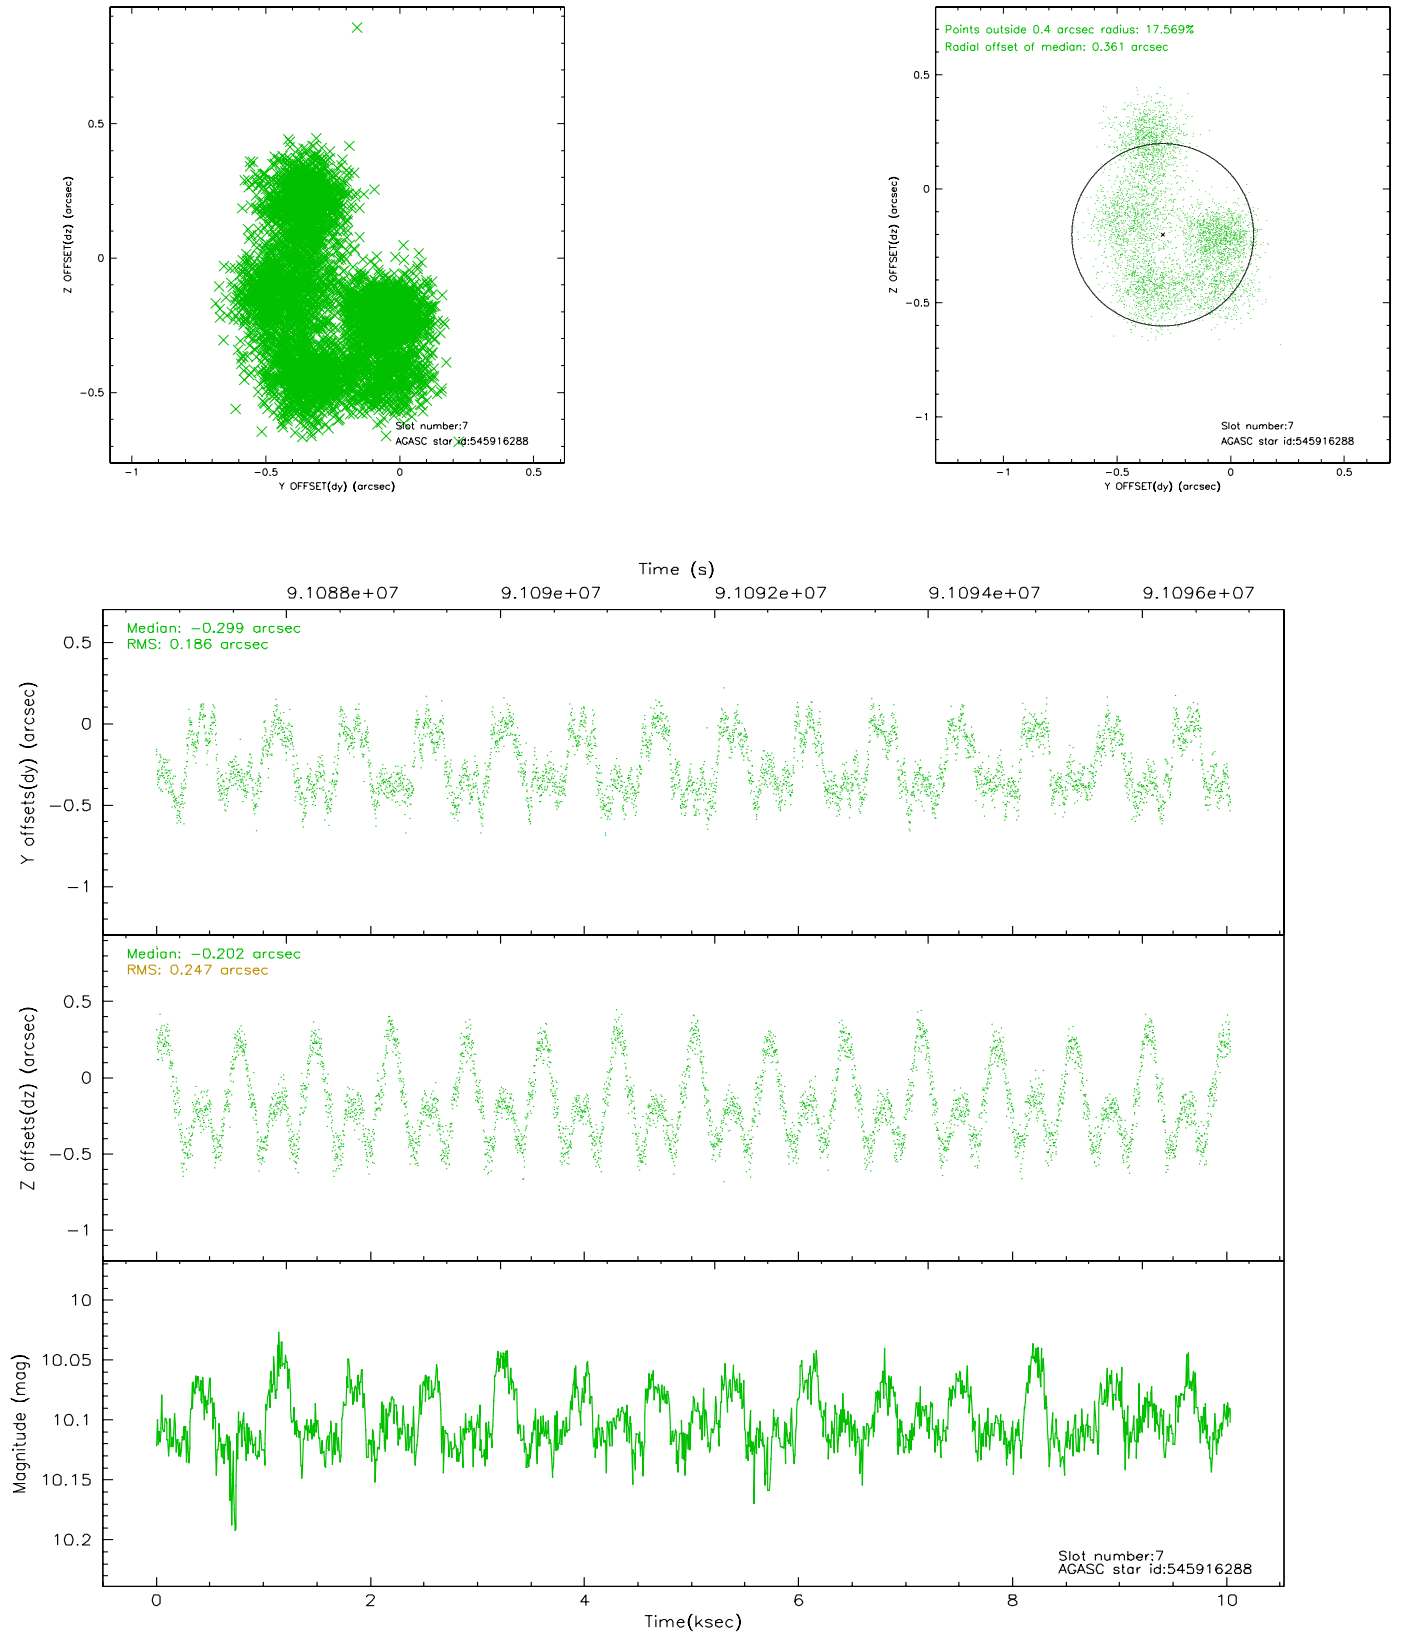 0.5
0
−0.5
Z OFFSET(dz) (arcsec)
Slot number:7
AGASC star id:545916288
−1
−0.5
0
0.5
Y OFFSET(dy) (arcsec)
Points outside 0.4 arcsec radius: 17.569%
Radial offset of median: 0.361 arcsec
0.5
0
−0.5
−1
Z OFFSET(dz) (arcsec)
Slot number:7
AGASC star id:545916288
−1
−0.5
0
0.5
Y OFFSET(dy) (arcsec)
Time (s)
9.1088e+07
9.109e+07
9.1092e+07
9.1094e+07
9.1096e+07
Median: −0.299 arcsec
RMS: 0.186 arcsec
0.5
0
−0.5
−1
Y offsets(dy) (arcsec)
Median: −0.202 arcsec
RMS: 0.247 arcsec
0.5
0
−0.5
−1
Z offsets(dz) (arcsec)
10
10.05
10.1
10.15
10.2
Magnitude (mag)
Slot number:7
AGASC star id:545916288
0
2
4
6
8
10
Time(ksec)